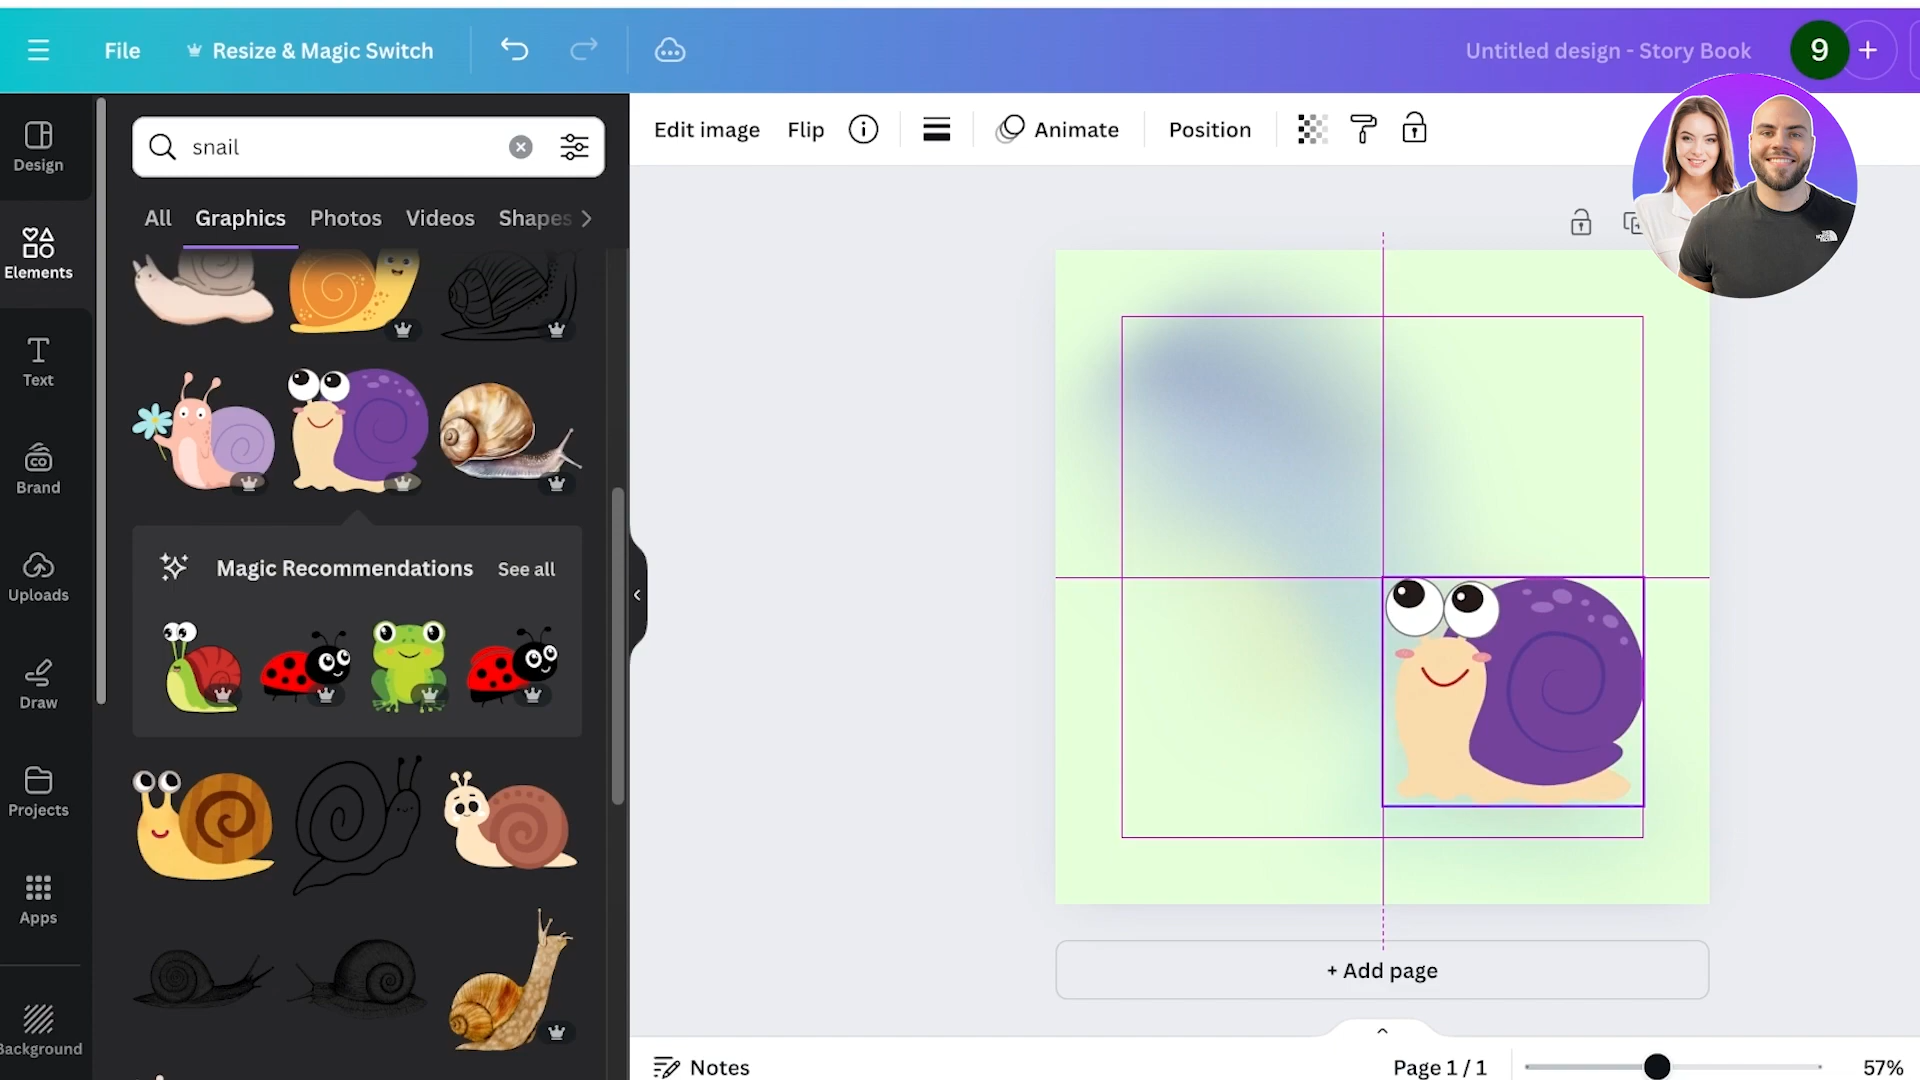 File
Resize & Magic Switch
Untitled design - Story Book
9
Design
Elements
Text
Brand
Uploads
Draw
Projects
Apps
Background
snail
All
Graphics
Photos
Videos
Shapes
Magic Recommendations
See all
Edit image
Flip
Animate
Position
CO
+ Add page
Notes
Page 1 / 1
57%